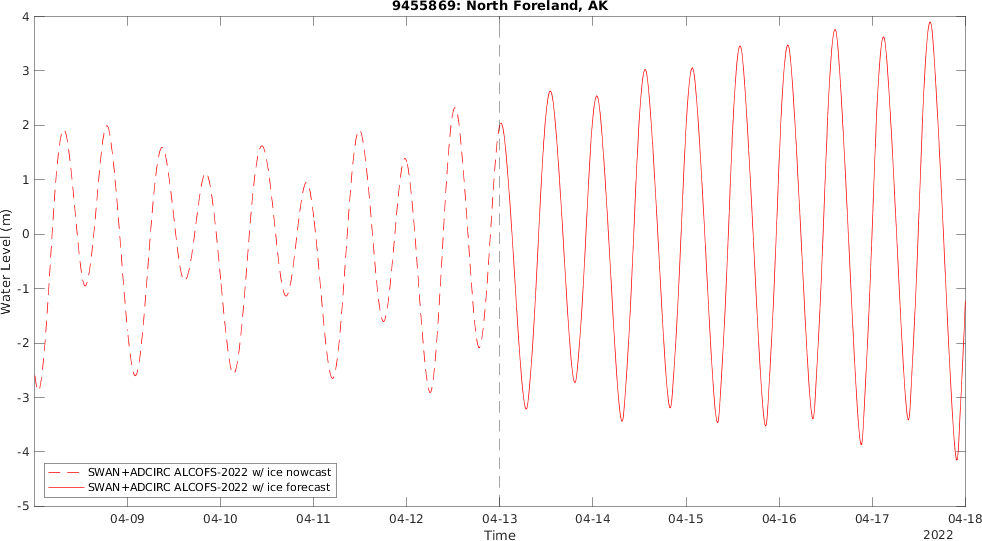 9455869: North Foreland, AK
Water Level (m)
4
3
2
1
0
-1
-2
-3
-4
-5
SWAN+ADCIRC ALCOFS-2022 w/ ice nowcast
SWAN+ADCIRC ALCOFS-2022 w/ ice forecast
04-09 04-10 04-11 04-12 04-13 04-14 04-15 04-16 04-17 04-18
Time
2022